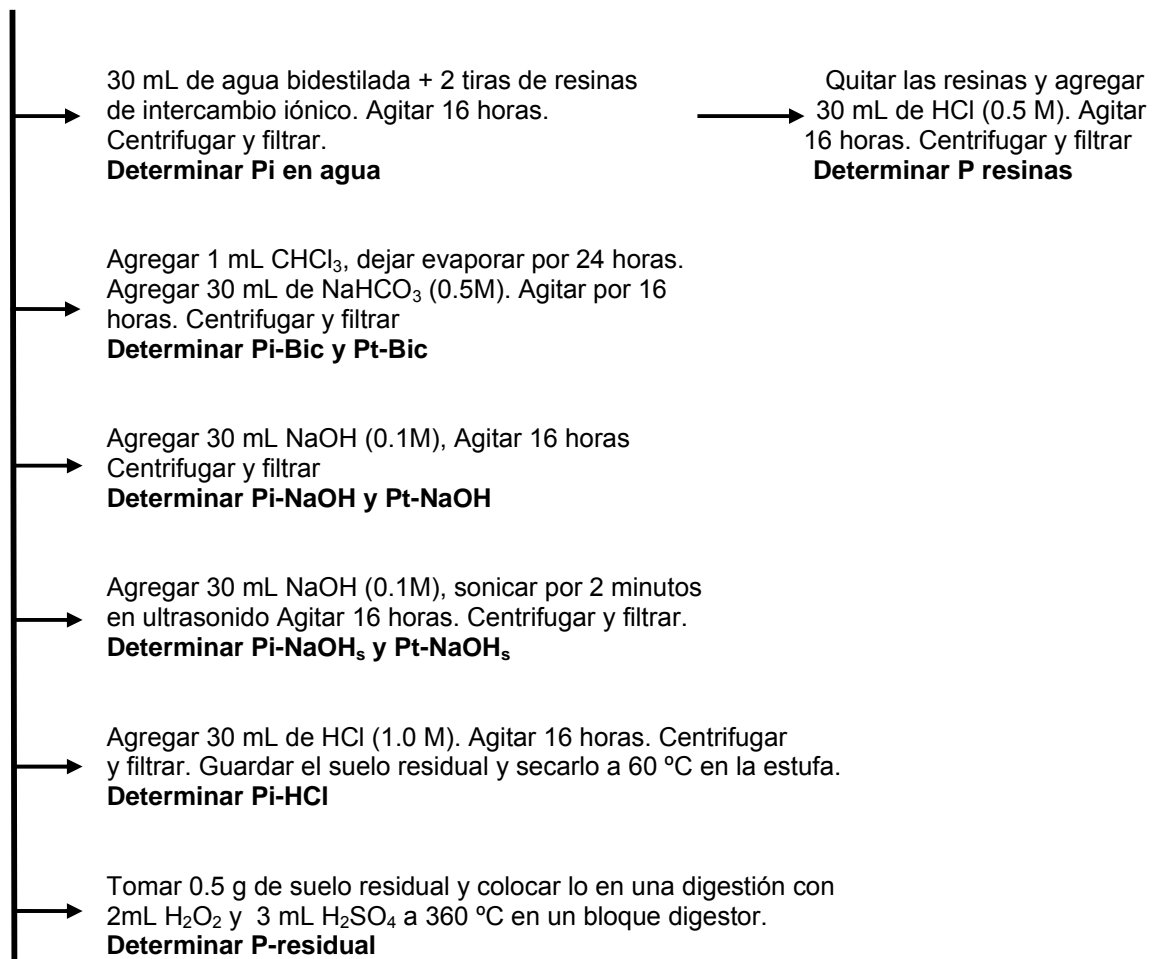 30 mL de agua bidestilada + 2 tiras de resinas
de intercambio iónico. Agitar 16 horas.
Centrifugar y filtrar.
Determinar Pi en agua
Quitar las resinas y agregar
30 mL de HCl (0.5 M). Agitar
16 horas. Centrifugar y filtrar
Determinar P resinas
Agregar 1 mL CHCl₃, dejar evaporar por 24 horas.
Agregar 30 mL de NaHCO₃ (0.5M). Agitar por 16
horas. Centrifugar y filtrar
Determinar Pi-Bic y Pt-Bic
Agregar 30 mL NaOH (0.1M), Agitar 16 horas
Centrifugar y filtrar
Determinar Pi-NaOH y Pt-NaOH
Agregar 30 mL NaOH (0.1M), sonicar por 2 minutos
en ultrasonido Agitar 16 horas. Centrifugar y filtrar.
Determinar Pi-NaOHₛ y Pt-NaOHₛ
Agregar 30 mL de HCl (1.0 M). Agitar 16 horas. Centrifugar
y filtrar. Guardar el suelo residual y secarlo a 60 ºC en la estufa.
Determinar Pi-HCl
Tomar 0.5 g de suelo residual y colocar lo en una digestión con
2mL H₂O₂ y 3 mL H₂SO₄ a 360 ºC en un bloque digestor.
Determinar P-residual